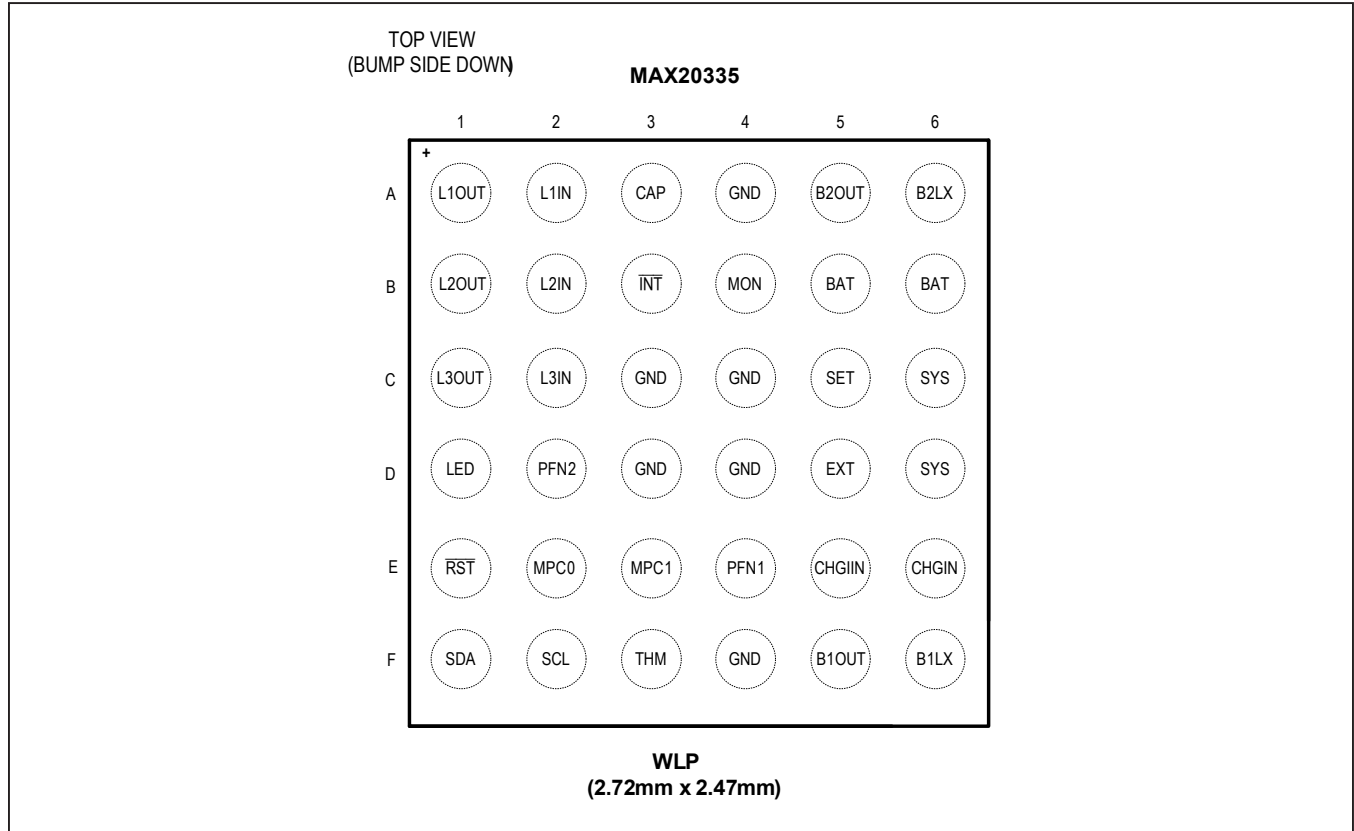 TOP VIEW
(BUMP SIDE DOWN)
MAX20335
1 2 3 4 5 6
+
A L1OUT L1IN CAP GND B2OUT B2LX
B L2OUT L2IN INT MON BAT BAT
C L3OUT L3IN GND GND SET SYS
D LED PFN2 GND GND EXT SYS
E RST MPC0 MPC1 PFN1 CHGIIN CHGIN
F SDA SCL THM GND B1OUT B1LX
WLP
(2.72mm x 2.47mm)